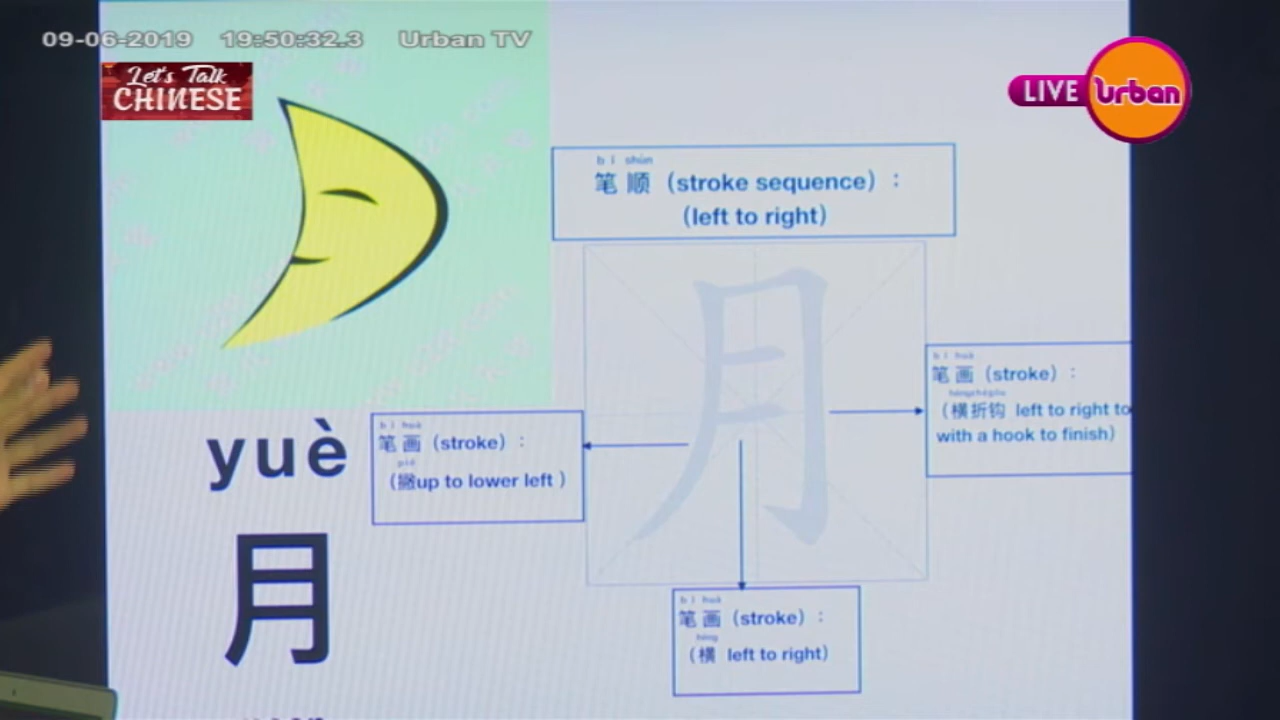 09-06-2019 19:50:32.3 Urban TV
Let's Talk
CHINESE
LIVE urban
bǐ shùn
笔顺（stroke sequence）：
（left to right）
bǐ huà
笔画（stroke）：
（横折钩 left to right to
with a hook to finish）
yuè
月
bǐ huà
笔画（stroke）：
piě
（撇up to lower left ）
月
bǐ huà
笔画（stroke）：
héng
（横 left to right）